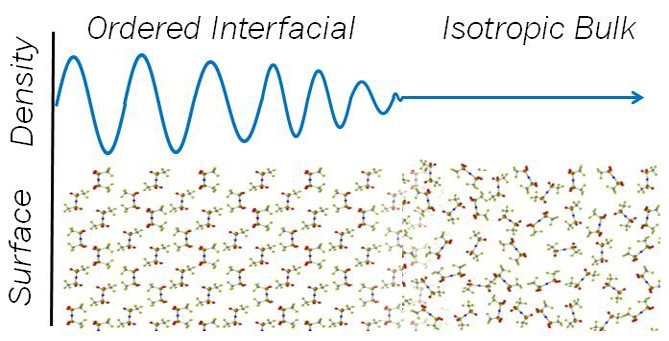 Ordered Interfacial
Isotropic Bulk
Density
Surface